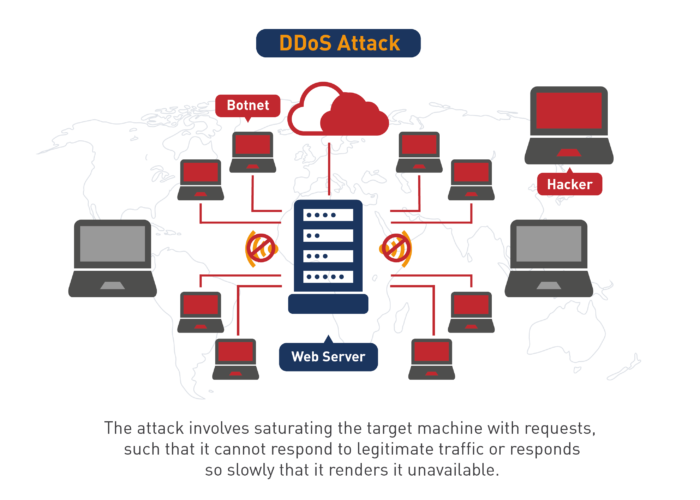 DDoS Attack
Botnet
Hacker
Web Server
The attack involves saturating the target machine with requests,
such that it cannot respond to legitimate traffic or responds
so slowly that it renders it unavailable.